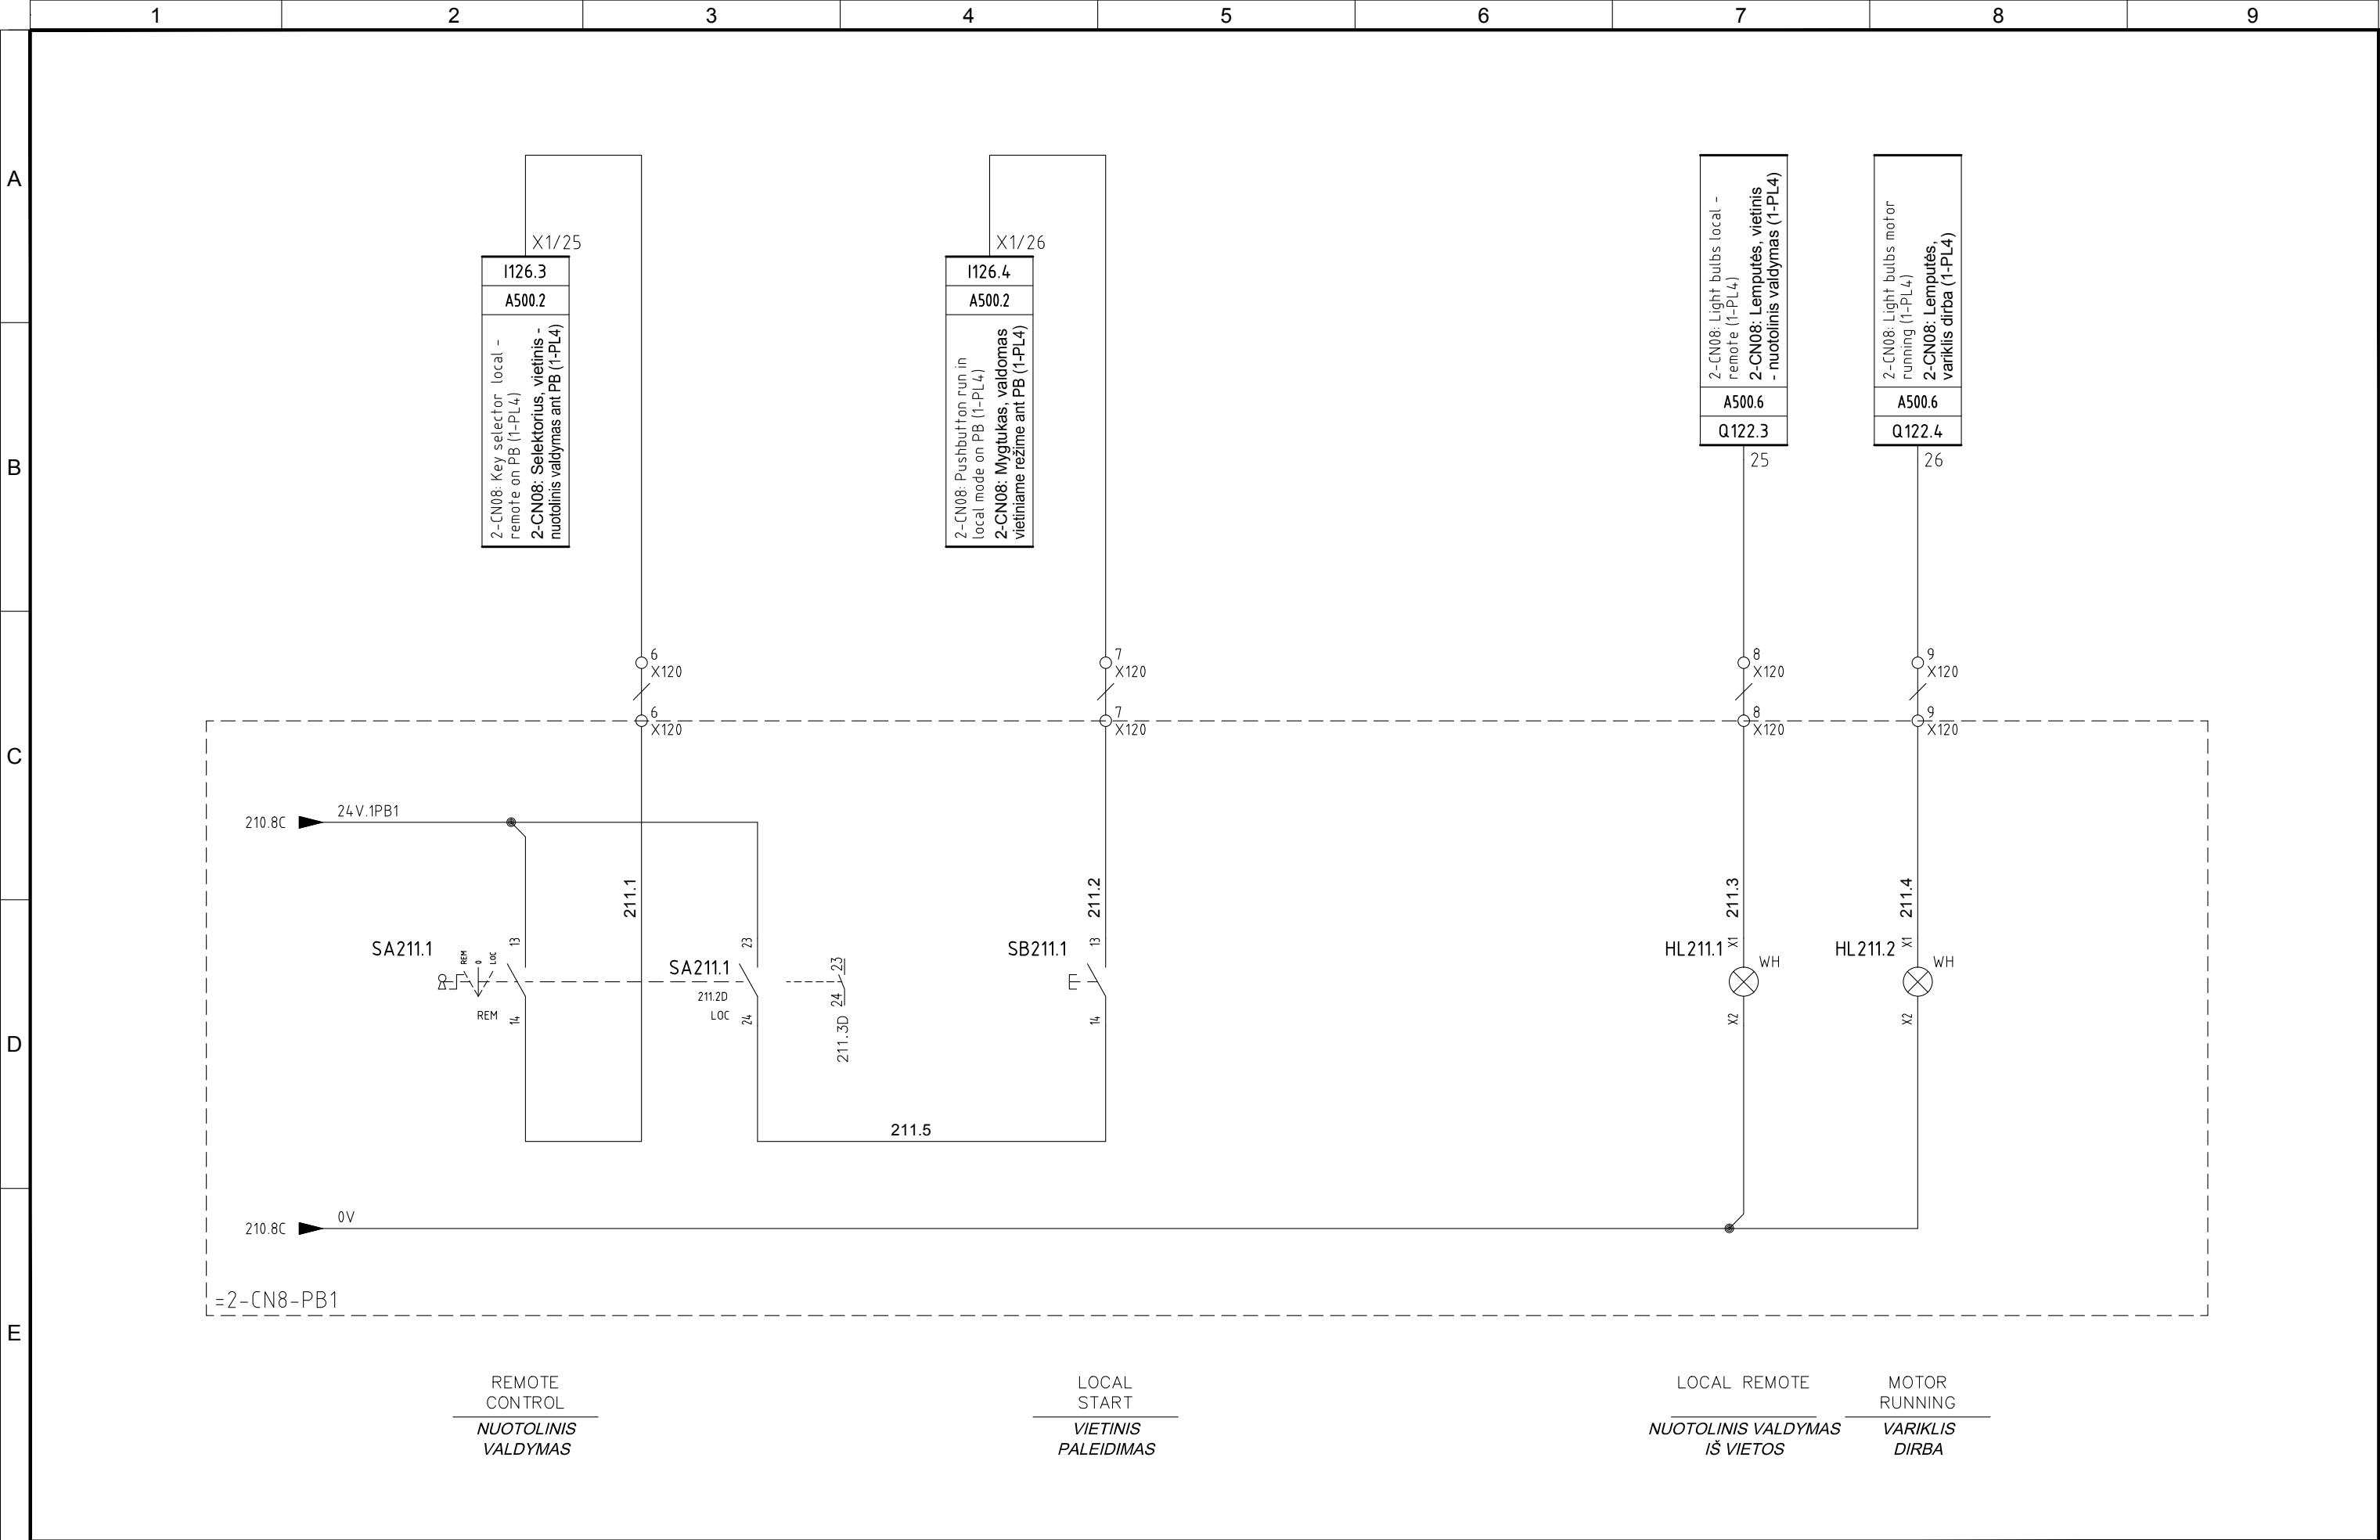 1 2 3 4 5 6 7 8 9
A
B
C
D
E
X1/25
I126.3
A500.2
2-CN08: Key selector local -
remote on PB (1-PL4)
2-CN08: Selektorius, vietinis -
nuotolinis valdymas ant PB (1-PL4)
X1/26
I126.4
A500.2
2-CN08: Pushbutton run in
local mode on PB (1-PL4)
2-CN08: Mygtukas, valdomas
vietiniame režime ant PB (1-PL4)
2-CN08: Light bulbs local -
remote (1-PL4)
2-CN08: Lemputės, vietinis
- nuotolinis valdymas (1-PL4)
A500.6
Q122.3
25
2-CN08: Light bulbs motor
running (1-PL4)
2-CN08: Lemputės,
variklis dirba (1-PL4)
A500.6
Q122.4
26
6
X120
6
X120
7
X120
7
X120
8
X120
8
X120
9
X120
9
X120
210.8C
24V.1PB1
211.1
211.2
211.3
211.4
SA211.1
REM
0
LOC
REM
13
14
SA211.1
211.2D
LOC
23
24
23
24
211.3D
SB211.1
13
14
HL211.1
X1
WH
X2
HL211.2
X1
WH
X2
211.5
210.8C
0V
=2-CN8-PB1
REMOTE
CONTROL
NUOTOLINIS
VALDYMAS
LOCAL
START
VIETINIS
PALEIDIMAS
LOCAL REMOTE
NUOTOLINIS VALDYMAS
IŠ VIETOS
MOTOR
RUNNING
VARIKLIS
DIRBA